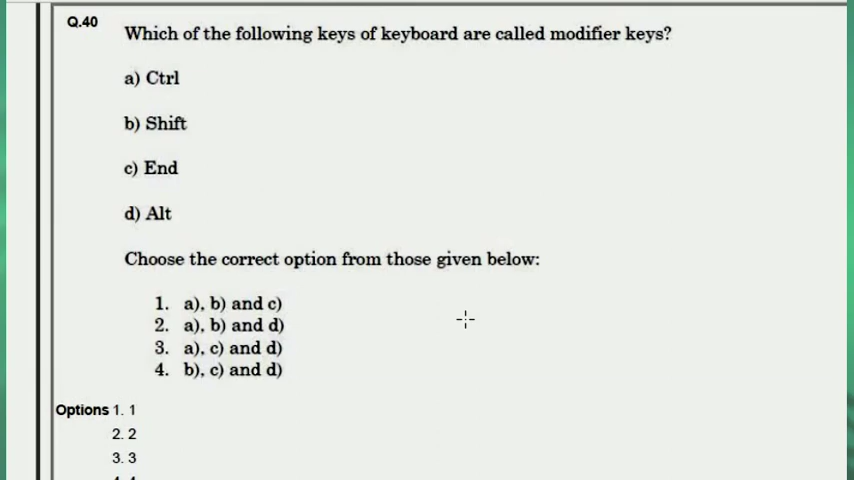 Q.40
Which of the following keys of keyboard are called modifier keys?
a) Ctrl
b) Shift
c) End
d) Alt
Choose the correct option from those given below:
1. a), b) and c)
2. a), b) and d)
3. a), c) and d)
4. b), c) and d)
Options 1. 1
2. 2
3. 3